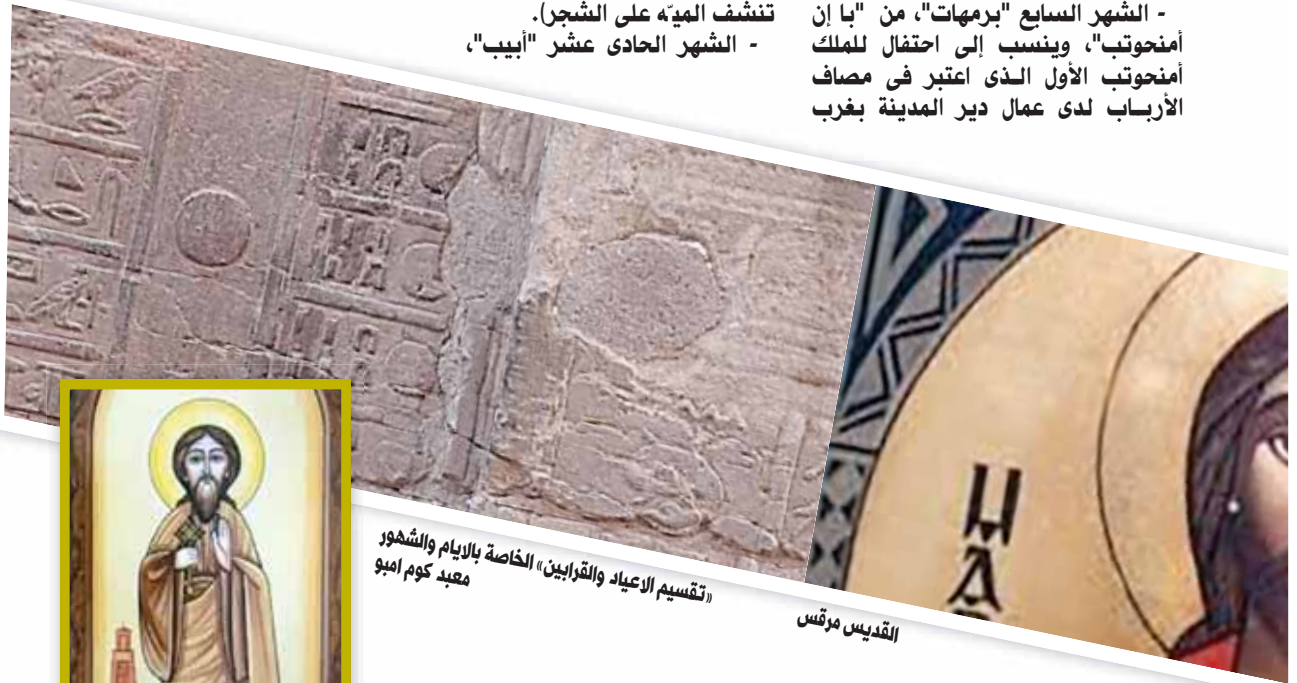 - الشهر السابع "برمهات"، من "با إن
أمنحوتب"، وينسب إلى احتفال للملك
أمنحوتب الأول الذى اعتبر فى مصاف
الأرباب لدى عمال دير المدينة بغرب
تنشف الميّه على الشجر).
- الشهر الحادى عشر "أبيب"،
«تقسيم الاعياد والقرابين» الخاصة بالايام والشهور
معبد كوم امبو
القديس مرقس